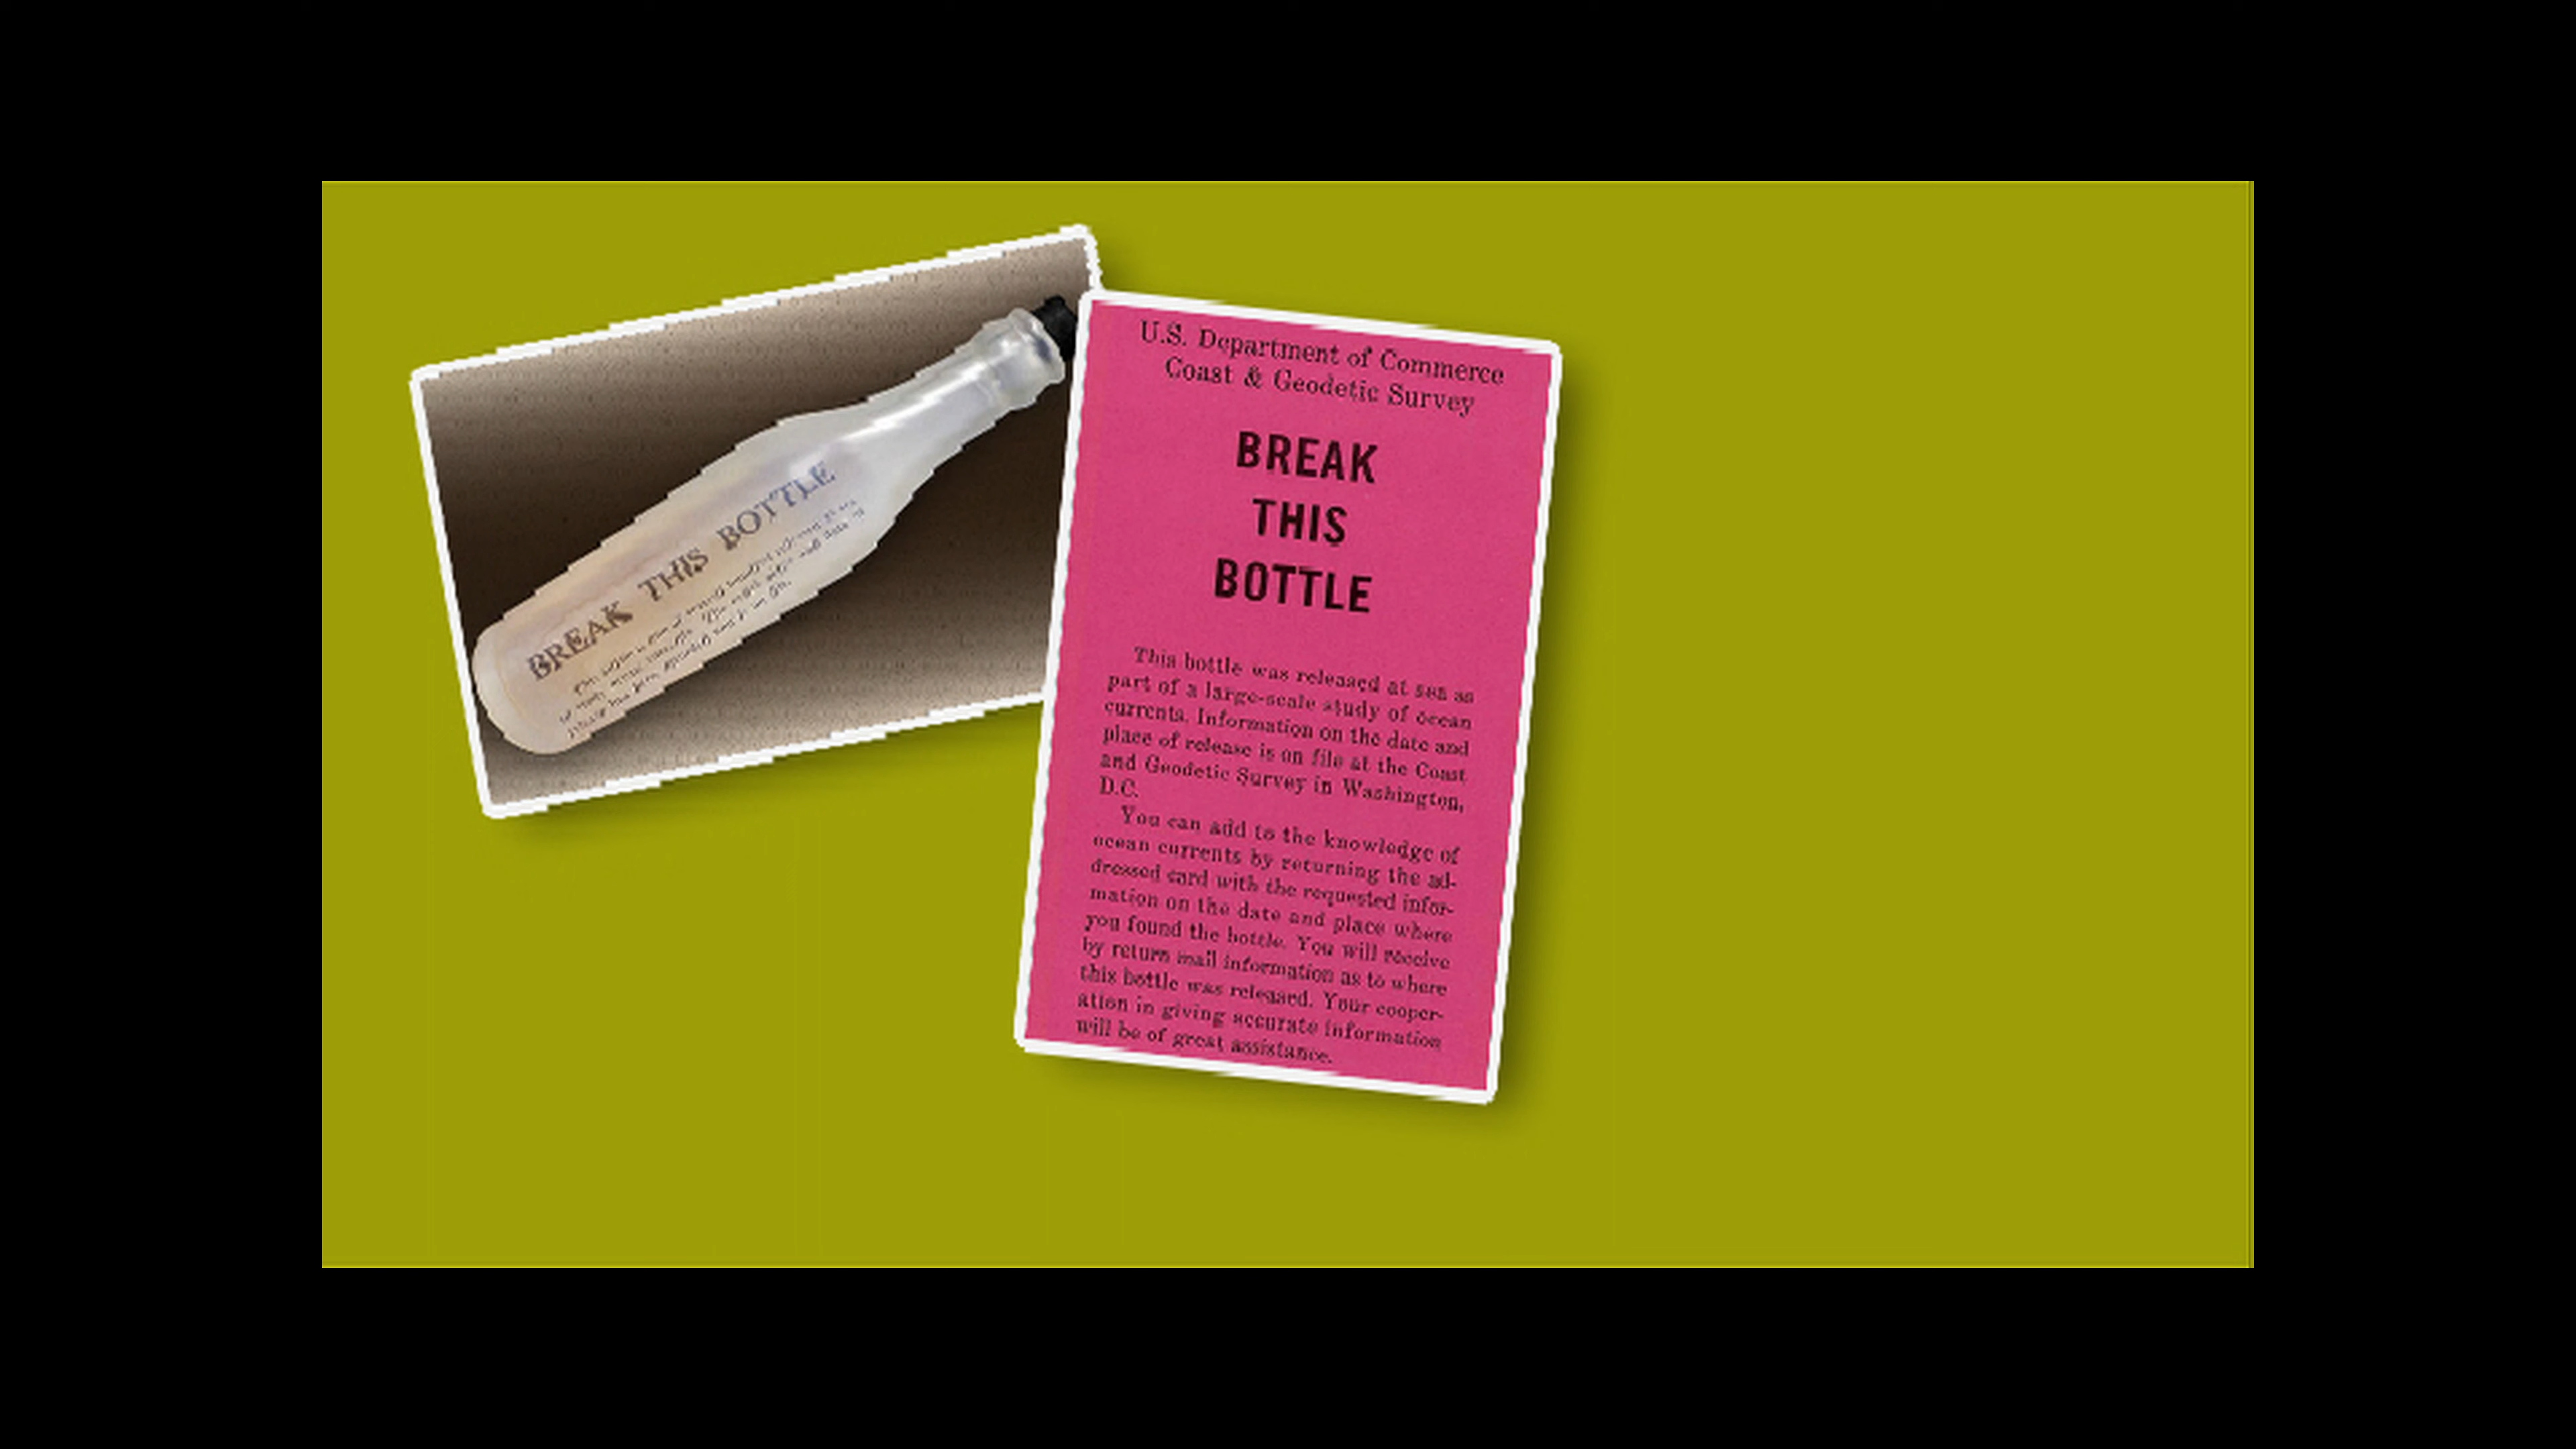 BREAK THIS BOTTLE
U.S. Department of Commerce
Coast & Geodetic Survey
BREAK
THIS
BOTTLE
This bottle was released at sea as
part of a large-scale study of ocean
currents. Information on the date and
place of release is on file at the Coast
and Geodetic Survey in Washington,
D.C.
You can add to the knowledge of
ocean currents by returning the ad-
dressed card with the requested infor-
mation on the date and place where
you found the bottle. You will receive
by return mail information as to where
this bottle was released. Your cooper-
ation in giving accurate information
will be of great assistance.